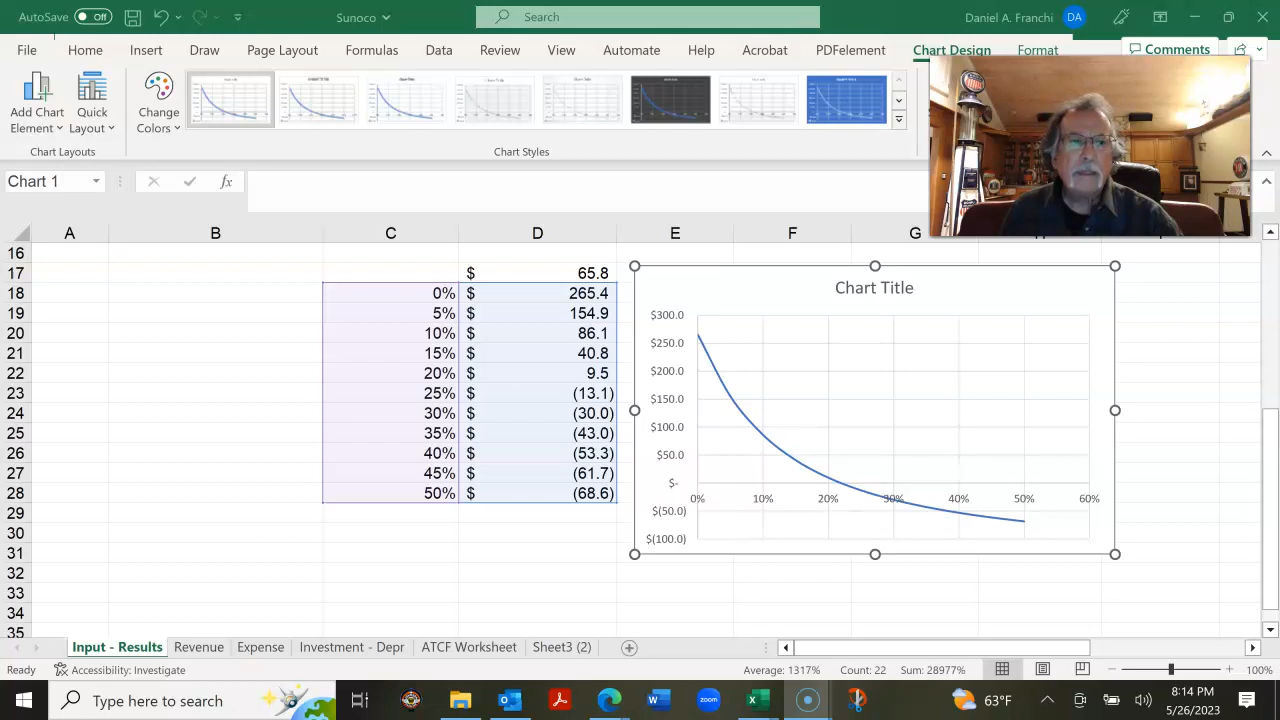 AutoSave Off Sunoco Search Daniel A. Franchi DA
File Home Insert Draw Page Layout Formulas Data Review View Automate Help Acrobat PDFelement Chart Design Format Comments
Add Chart Element Quick Layout Change Colors
Chart Layouts Chart Styles
Chart 1 fx
A B C D E F G
16
17 $ 65.8
18 0% $ 265.4
19 5% $ 154.9
20 10% $ 86.1
21 15% $ 40.8
22 20% $ 9.5
23 25% $ (13.1)
24 30% $ (30.0)
25 35% $ (43.0)
26 40% $ (53.3)
27 45% $ (61.7)
28 50% $ (68.6)
29
30
31
32
33
34
35
Chart Title
$300.0
$250.0
$200.0
$150.0
$100.0
$50.0
$-
0% 10% 20% 30% 40% 50% 60%
$(50.0)
$(100.0)
Input - Results Revenue Expense Investment - Depr ATCF Worksheet Sheet3 (2)
Ready Accessibility: Investigate Average: 1317% Count: 22 Sum: 28977% 100%
Type here to search 63°F 8:14 PM
5/26/2023